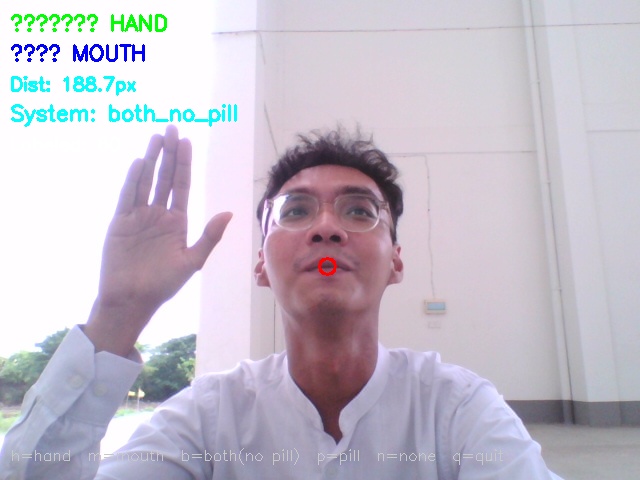 ??????? HAND
???? MOUTH
Dist: 188.7px
System: both_no_pill
h=hand m=mouth b=both(no pill) p=pill n=none q=quit